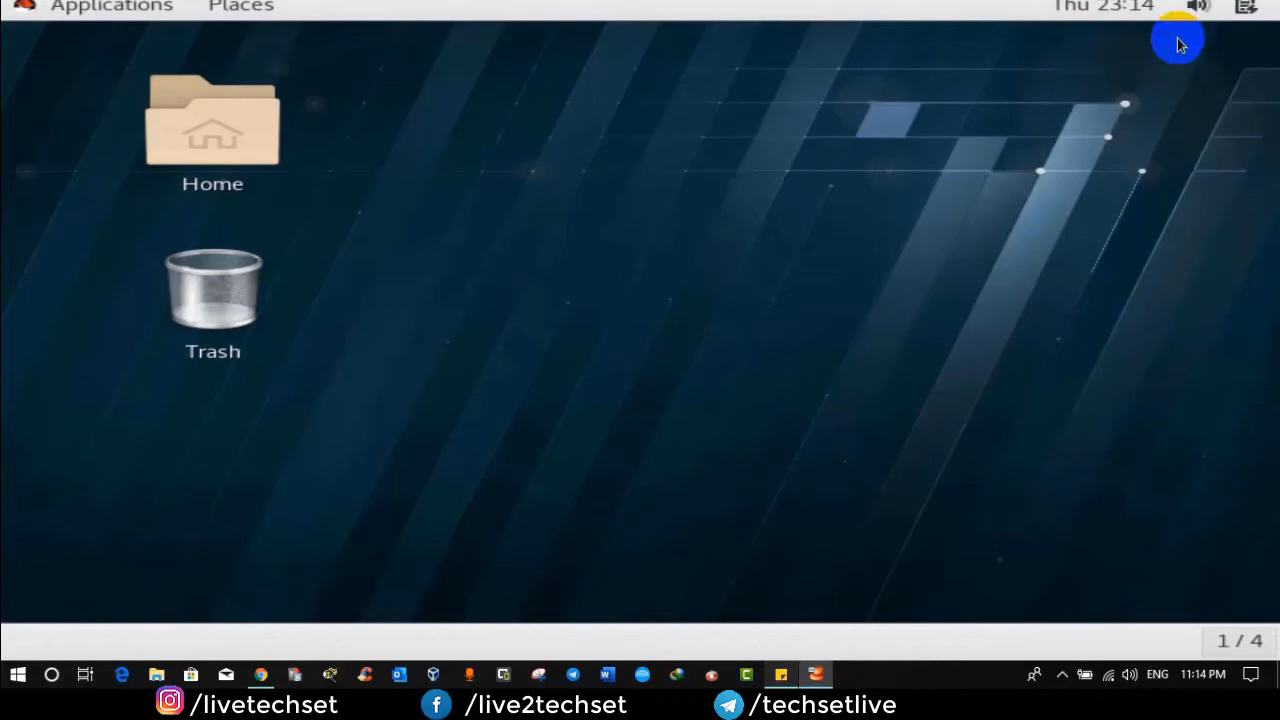 Applications Places Thu 23:14
Home
Trash
1 / 4
ENG 11:14 PM
/livetechset /live2techset /techsetlive